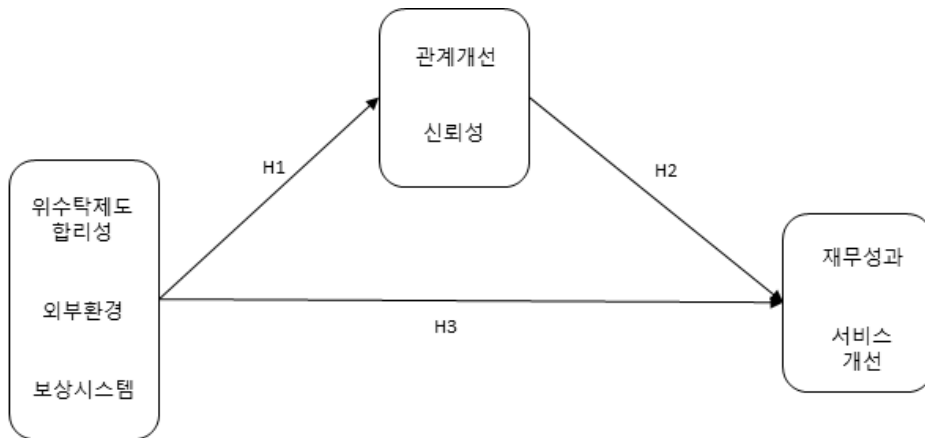 관계개선
신뢰성
H1
H2
위수탁제도
합리성
외부환경
보상시스템
H3
재무성과
서비스
개선